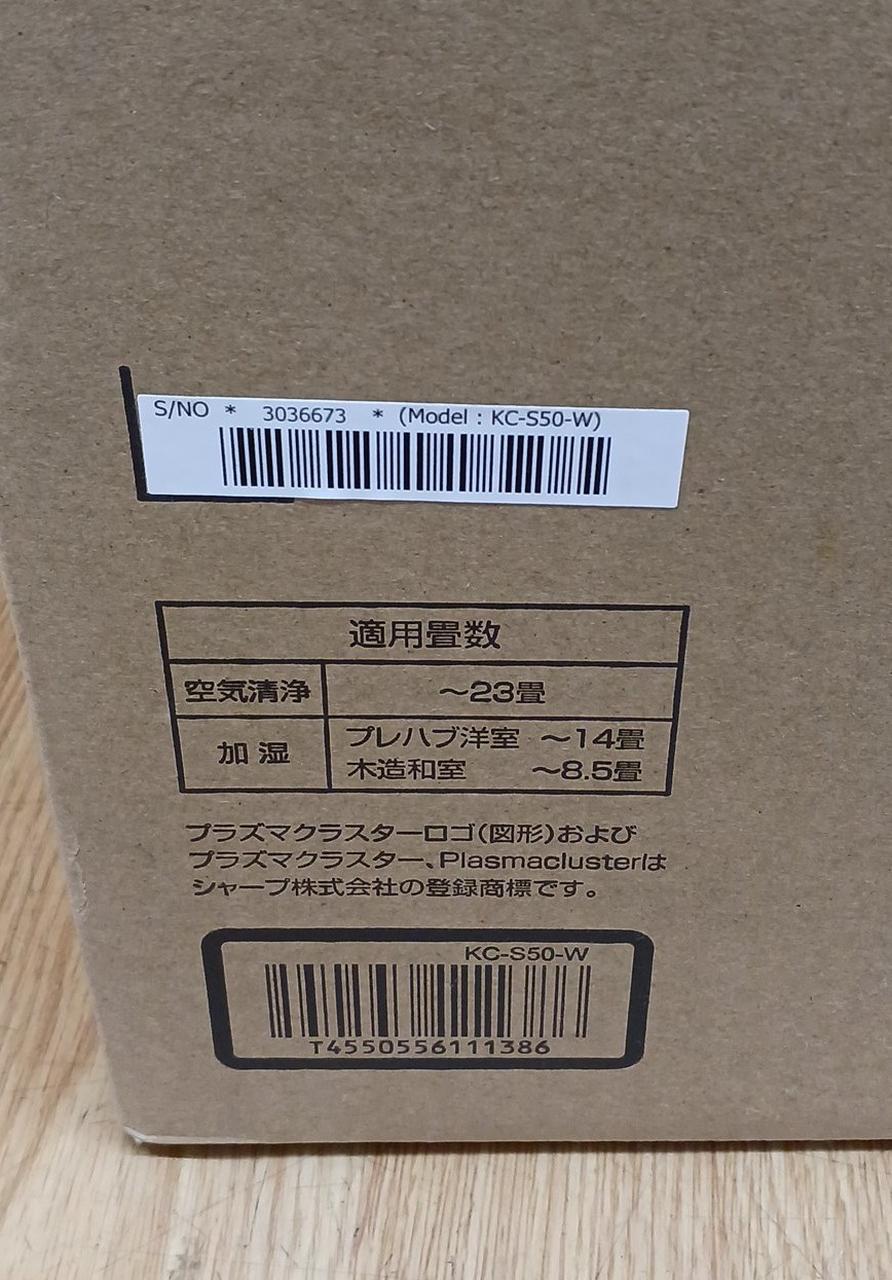 S/NO * 3036673 * (Model : KC-S50-W)
適用畳数
空気清浄 ～23畳
加湿 プレハブ洋室 ～14畳
木造和室 ～8.5畳
プラズマクラスターロゴ(図形)および
プラズマクラスター、Plasmaclusterは
シャープ株式会社の登録商標です。
KC-S50-W
T4550556111386